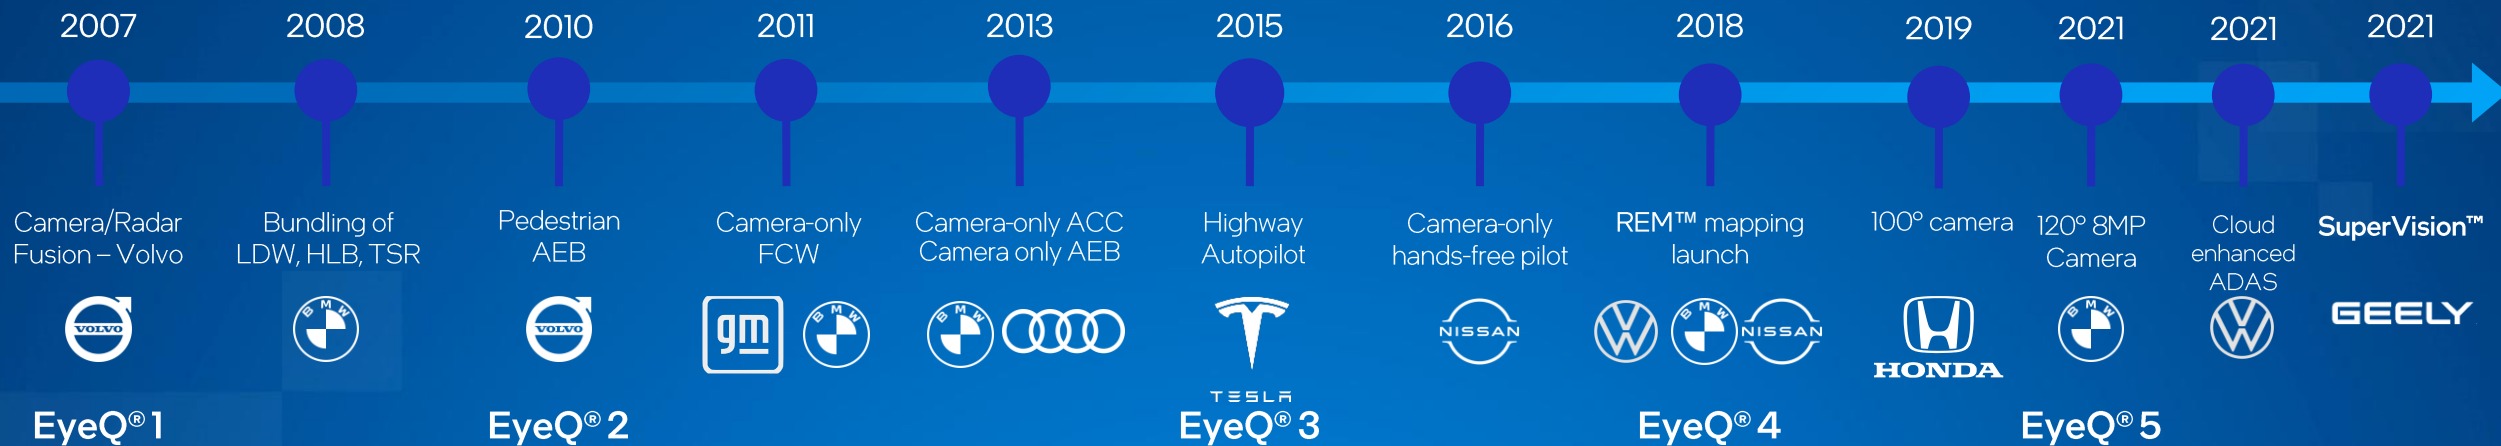 2007
2008
2010
2011
2013
2015
2016
2018
2019
2021
2021
2021
Camera/Radar
Fusion – Volvo
VOLVO
Bundling of
LDW, HLB, TSR
BMW
Pedestrian
AEB
VOLVO
Camera-only
FCW
gm
BMW
Camera-only ACC
Camera only AEB
BMW
Highway
Autopilot
TESLA
Camera-only
hands-free pilot
NISSAN
REM™ mapping
launch
BMW
NISSAN
100° camera
HONDA
120° 8MP
Camera
BMW
Cloud
enhanced
ADAS
SuperVision™
GEELY
EyeQ® 1
EyeQ® 2
EyeQ® 3
EyeQ® 4
EyeQ® 5